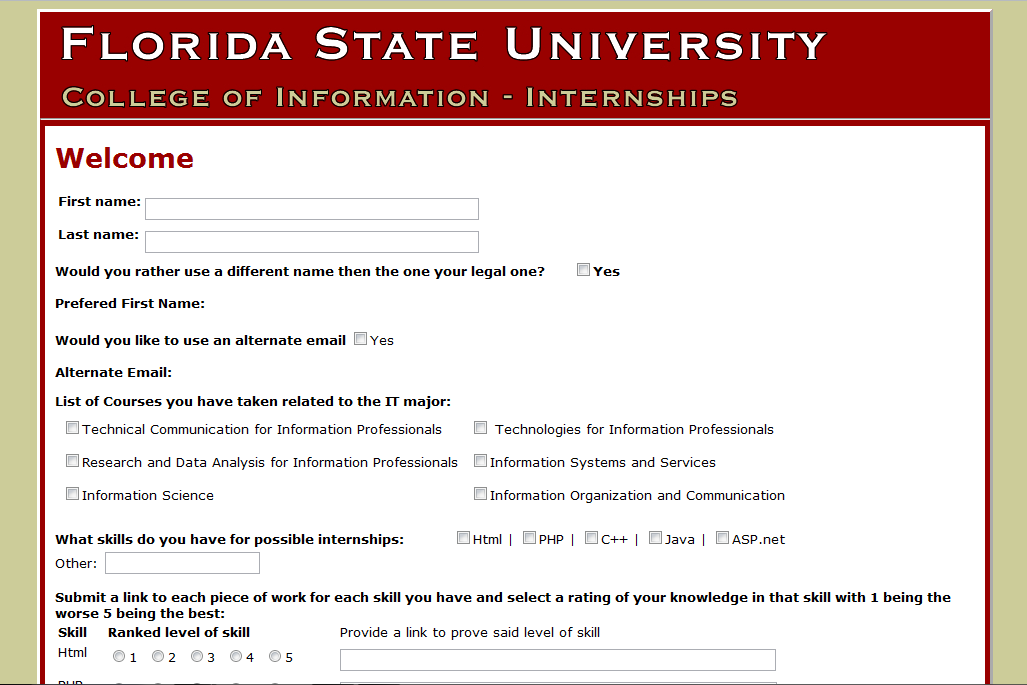 Florida State University
College of Information - Internships
Welcome
First name:
Last name:
Would you rather use a different name then the one your legal one? Yes
Prefered First Name:
Would you like to use an alternate email Yes
Alternate Email:
List of Courses you have taken related to the IT major:
Technical Communication for Information Professionals Technologies for Information Professionals
Research and Data Analysis for Information Professionals Information Systems and Services
Information Science Information Organization and Communication
What skills do you have for possible internships: Html | PHP | C++ | Java | ASP.net
Other:
Submit a link to each piece of work for each skill you have and select a rating of your knowledge in that skill with 1 being the
worse 5 being the best:
Skill Ranked level of skill Provide a link to prove said level of skill
Html 1 2 3 4 5
PHP